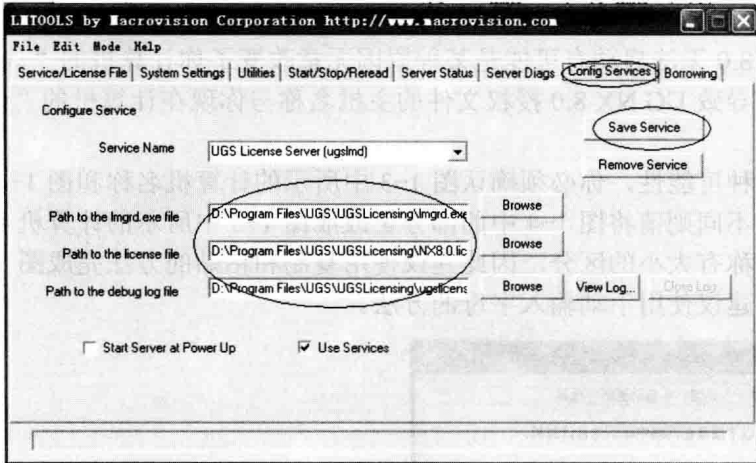 LMTOOLS by Macrovision Corporation http://www.macrovision.com
File Edit Mode Help
Service/License File System Settings Utilities Start/Stop/Reread Server Status Server Diags Config Services Borrowing
Configure Service
Save Service
Service Name UGS License Server (ugslmd)
Remove Service
Path to the lmgrd.exe file D:\Program Files\UGS\UGSLicensing\lmgrd.exe Browse
Path to the license file D:\Program Files\UGS\UGSLicensing\NX8.0.lic Browse
Path to the debug log file D:\Program Files\UGS\UGSLicensing\ugslicens Browse View Log... Open Log
Start Server at Power Up Use Services